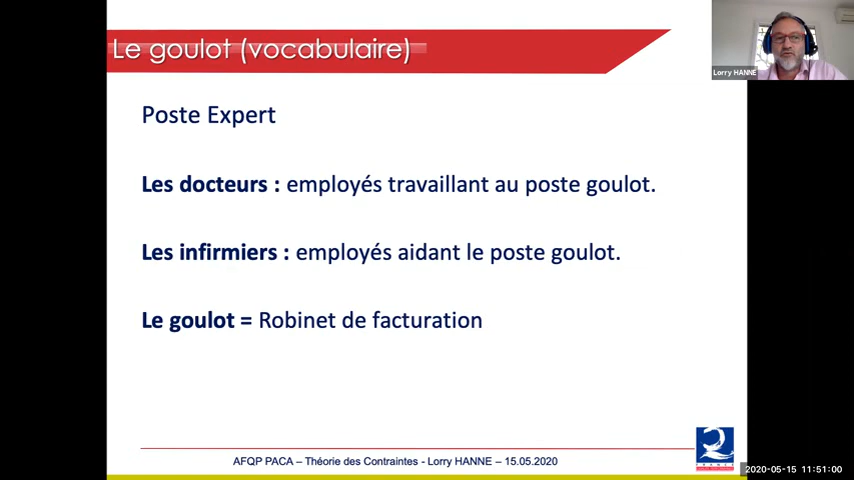 Le goulot (vocabulaire)
Lorry HANNE
Poste Expert
Les docteurs : employés travaillant au poste goulot.
Les infirmiers : employés aidant le poste goulot.
Le goulot = Robinet de facturation
AFQP PACA – Théorie des Contraintes - Lorry HANNE – 15.05.2020
FRANCE
2020-05-15 11:51:00